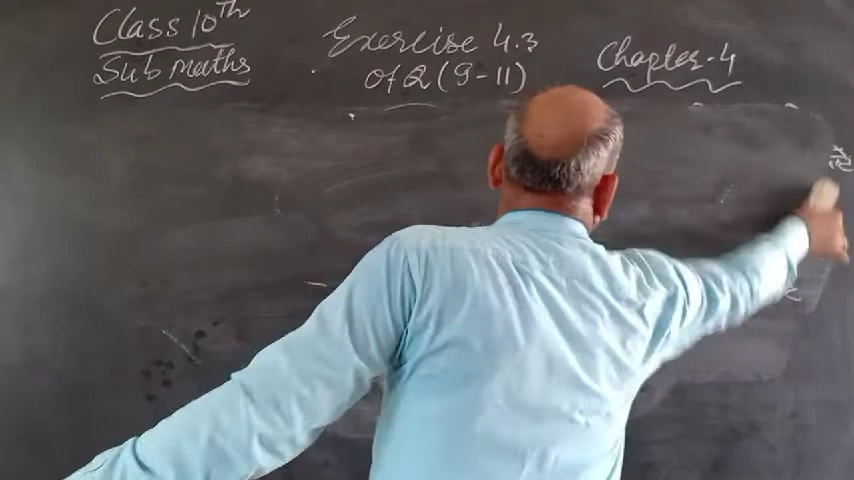 Class 10th
Sub Maths
Exercise 4.3
of Q (9-11)
Chapter-4